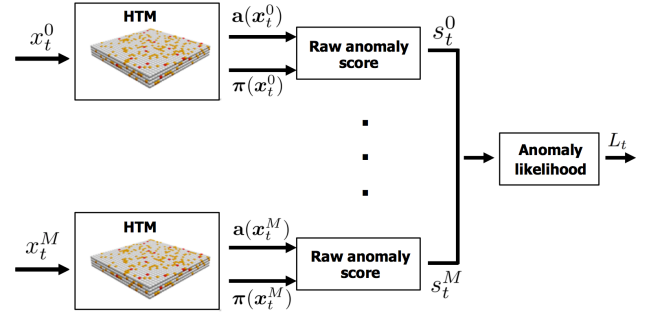 HTM
x_t^0
a(x_t^0)
π(x_t^0)
Raw anomaly
score
s_t^0
Anomaly
likelihood
L_t
HTM
x_t^M
a(x_t^M)
π(x_t^M)
Raw anomaly
score
s_t^M